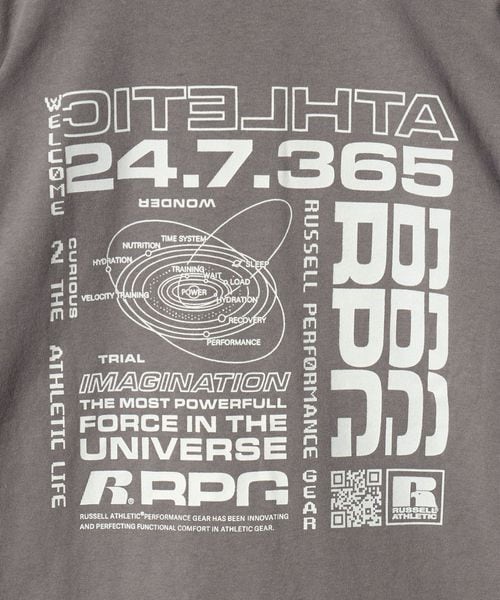 ATHLETIC
24.7.365
WELCOME 2 THE ATHLETIC LIFE
CURIOUS
WONDER
TIME SYSTEM
NUTRITION
HYDRATION
SLEEP
TRAINING
WAIT
LOAD
POWER
VELOCITY TRAINING
HYDRATION
RECOVERY
PERFORMANCE
TRIAL
IMAGINATION
THE MOST POWERFULL
FORCE IN THE
UNIVERSE
R RPG
RUSSELL ATHLETIC® PERFORMANCE GEAR HAS BEEN INNOVATING
AND PERFECTING FUNCTIONAL COMFORT IN ATHLETIC GEAR.
RUSSELL PERFORMANCE GEAR
RPG
R
RUSSELL
ATHLETIC